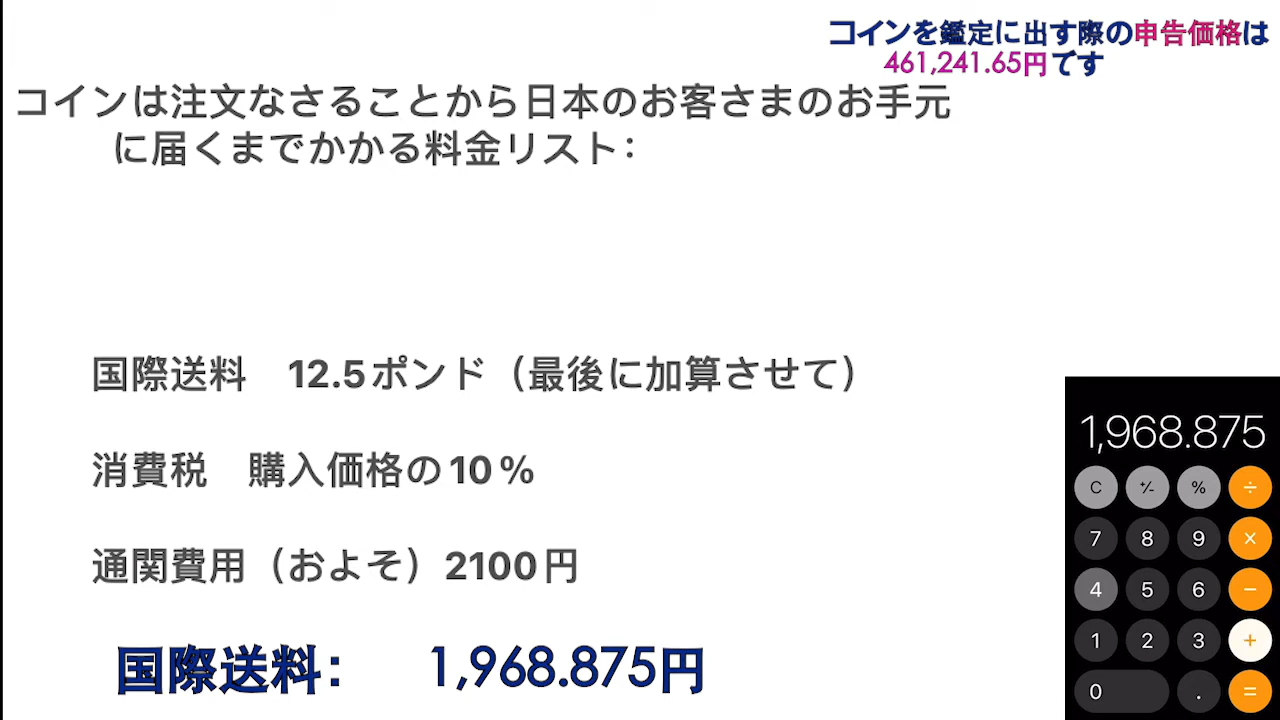 コインを鑑定に出す際の申告価格は
461,241.65円です
コインは注文なさることから日本のお客さまのお手元
に届くまでかかる料金リスト：
国際送料　12.5ポンド（最後に加算させて）
消費税　購入価格の10%
通関費用（およそ）2100円
国際送料：　1,968.875円
1,968.875
C +/- % ÷
7 8 9 ×
4 5 6 −
1 2 3 +
0 . =